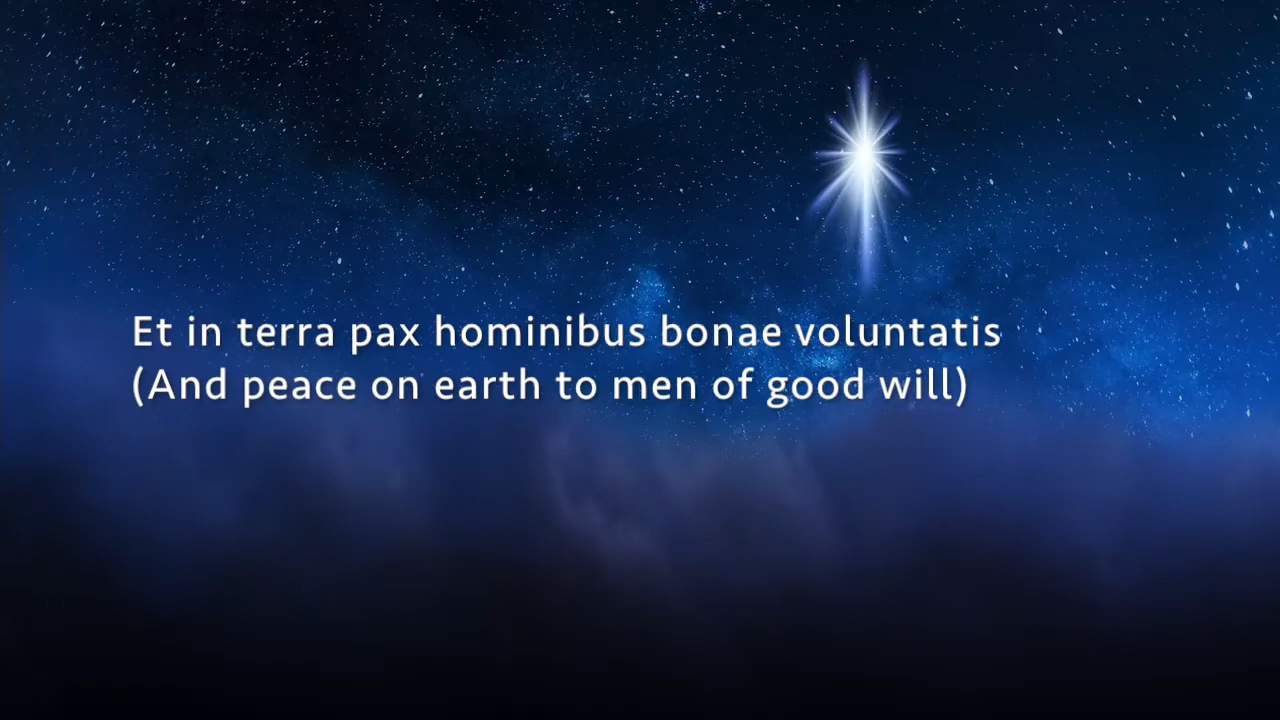 Et in terra pax hominibus bonae voluntatis
(And peace on earth to men of good will)